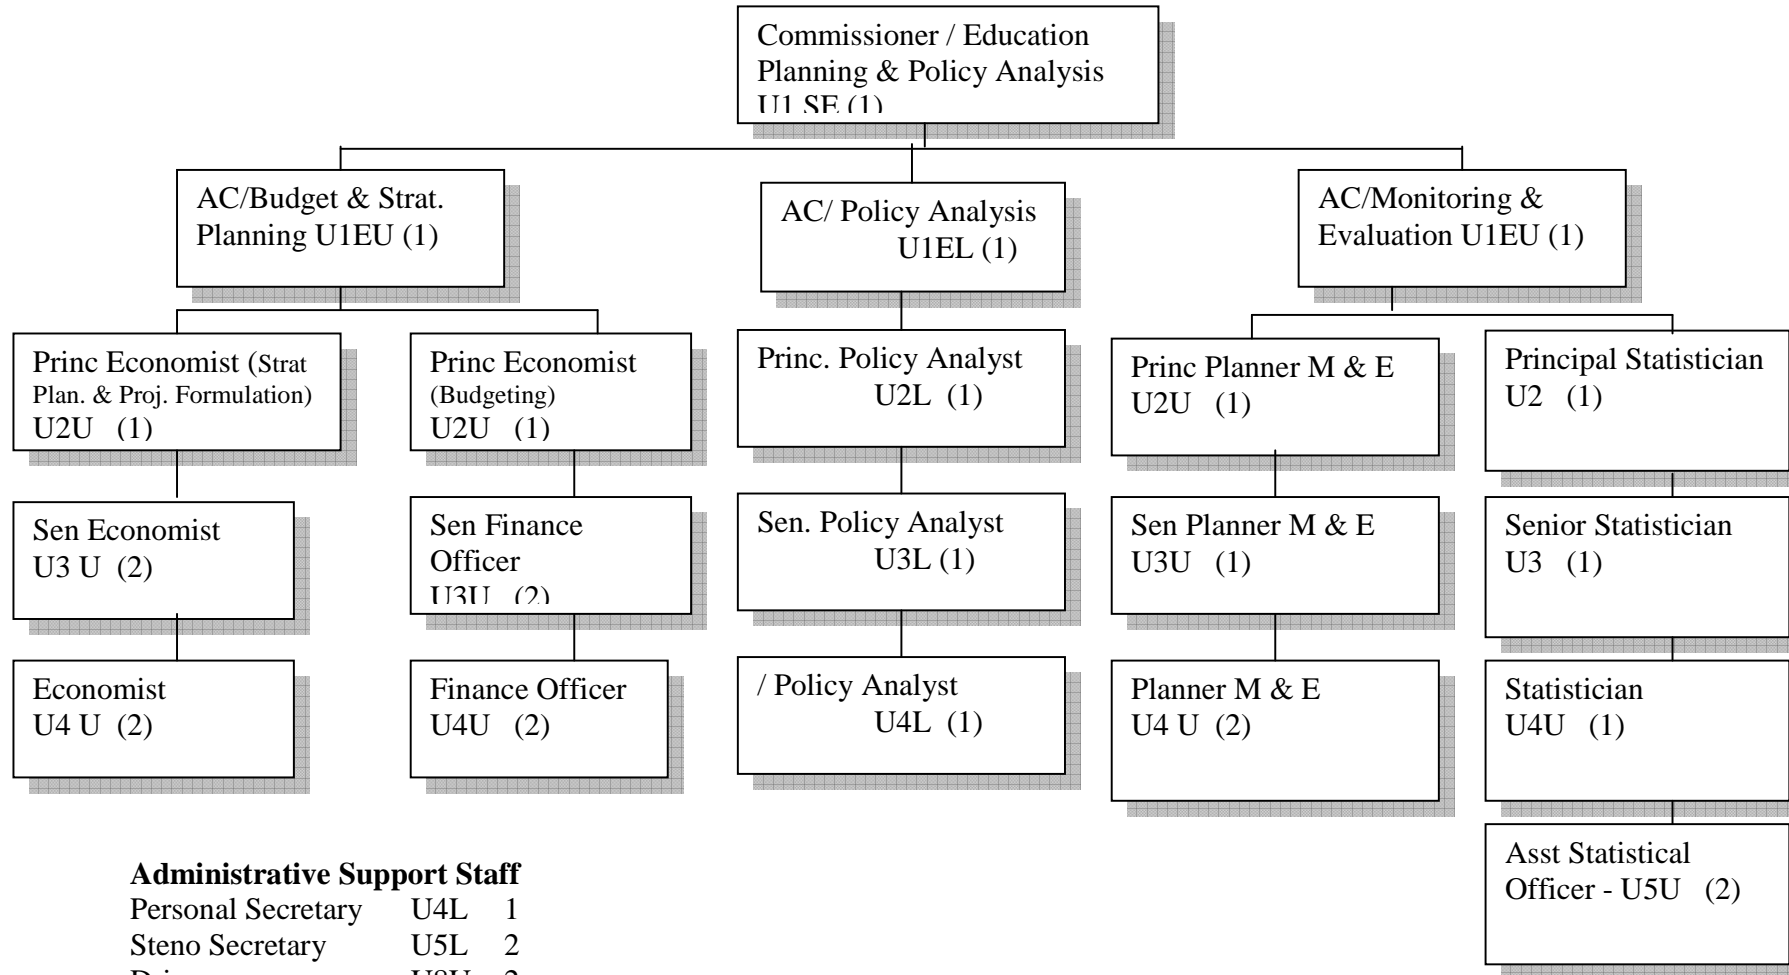 Commissioner / Education
Planning & Policy Analysis
U1 SE (1)
AC/Budget & Strat.
Planning U1EU (1)
AC/ Policy Analysis
U1EL (1)
AC/Monitoring &
Evaluation U1EU (1)
Princ Economist (Strat
Plan. & Proj. Formulation)
U2U (1)
Princ Economist
(Budgeting)
U2U (1)
Princ. Policy Analyst
U2L (1)
Princ Planner M & E
U2U (1)
Principal Statistician
U2 (1)
Sen Economist
U3 U (2)
Sen Finance
Officer
U3U (2)
Sen. Policy Analyst
U3L (1)
Sen Planner M & E
U3U (1)
Senior Statistician
U3 (1)
Economist
U4 U (2)
Finance Officer
U4U (2)
/ Policy Analyst
U4L (1)
Planner M & E
U4 U (2)
Statistician
U4U (1)
Asst Statistical
Officer - U5U (2)
Administrative Support Staff
Personal Secretary U4L 1
Steno Secretary U5L 2